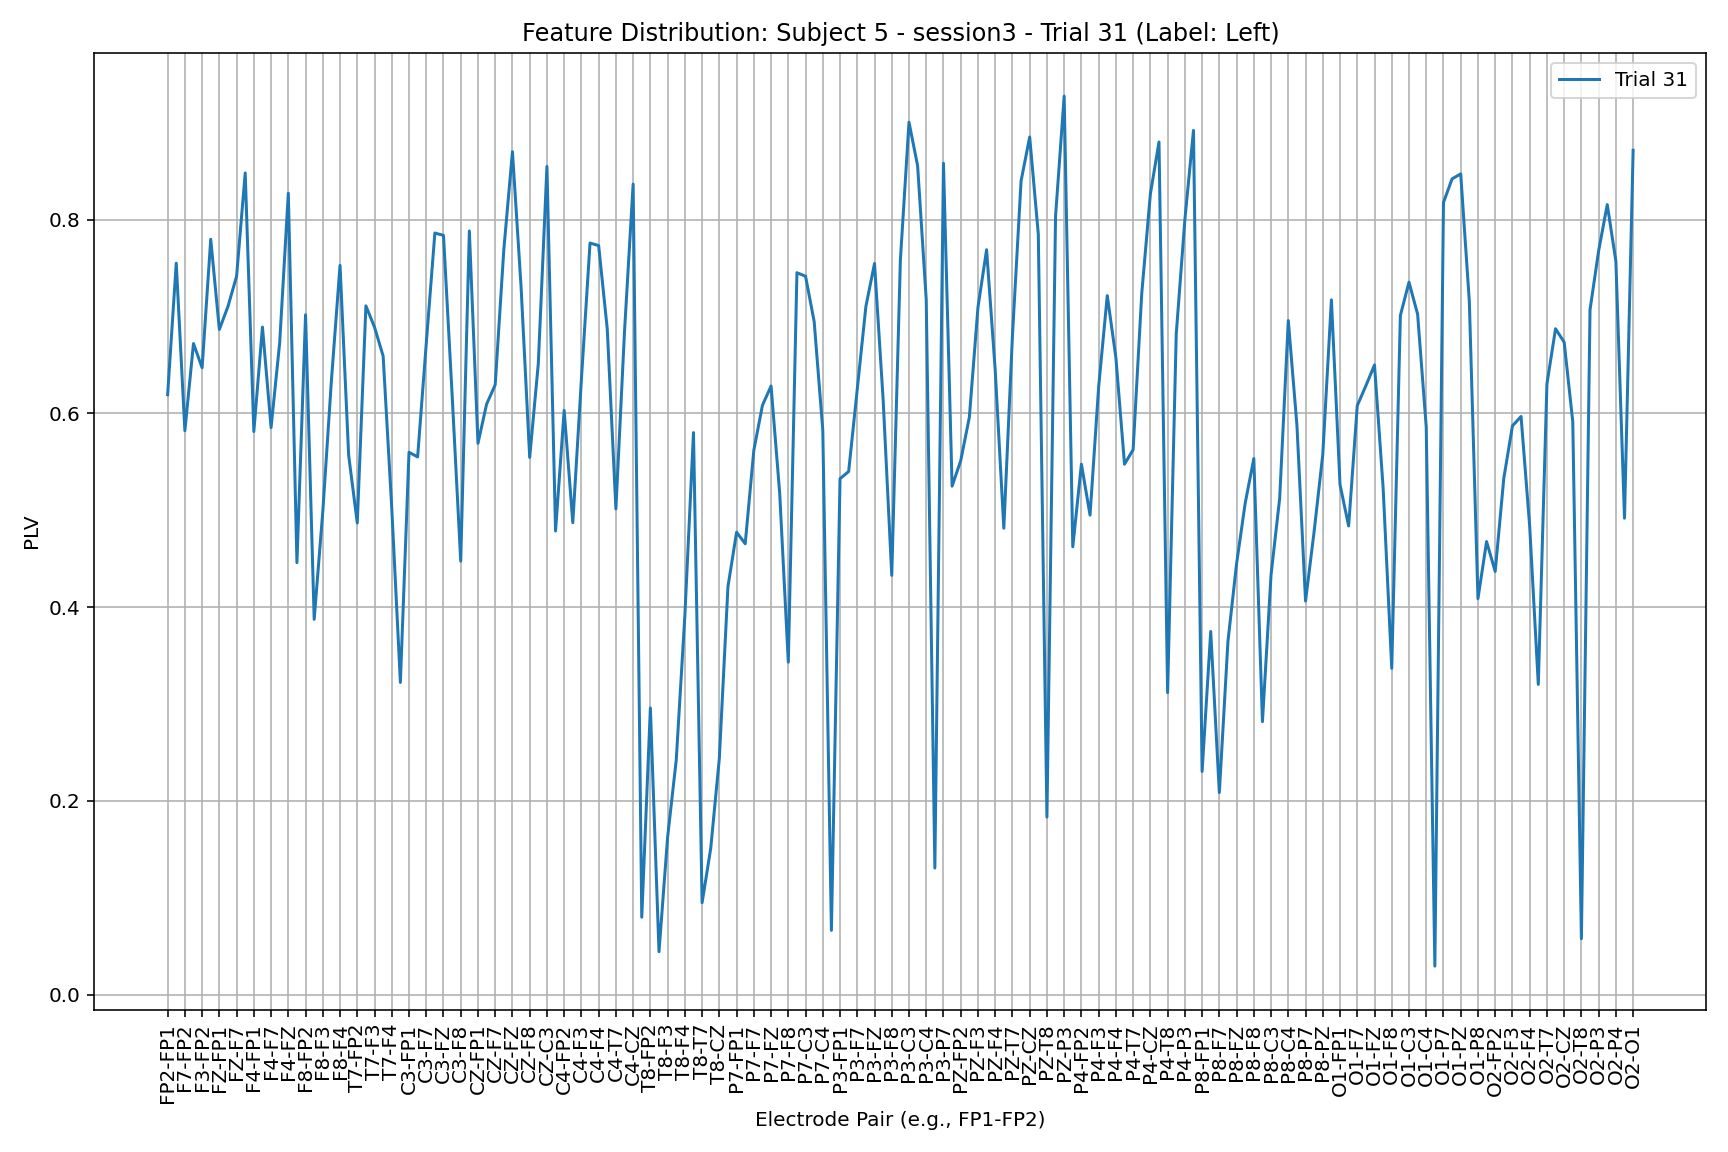 Feature Distribution: Subject 5 - session3 - Trial 31 (Label: Left)
Trial 31
PLV
0.8
0.6
0.4
0.2
0.0
FP2-FP1
F7-FP2
F3-FP2
FZ-FP1
FZ-F7
F4-FP1
F4-F7
F4-FZ
F8-FP2
F8-F3
F8-F4
T7-FP2
T7-F3
T7-F4
C3-FP1
C3-F7
C3-FZ
C3-F8
CZ-FP1
CZ-F7
CZ-FZ
CZ-F8
CZ-C3
C4-FP2
C4-F3
C4-F4
C4-T7
C4-CZ
T8-FP2
T8-F3
T8-F4
T8-T7
T8-CZ
P7-FP1
P7-F7
P7-FZ
P7-F8
P7-C3
P7-C4
P3-FP1
P3-F7
P3-FZ
P3-F8
P3-C3
P3-C4
P3-P7
PZ-FP2
PZ-F3
PZ-F4
PZ-T7
PZ-CZ
PZ-T8
PZ-P3
P4-FP2
P4-F3
P4-F4
P4-T7
P4-CZ
P4-T8
P4-P3
P8-FP1
P8-F7
P8-FZ
P8-F8
P8-C3
P8-C4
P8-P7
P8-PZ
O1-FP1
O1-F7
O1-FZ
O1-F8
O1-C3
O1-C4
O1-P7
O1-PZ
O1-P8
O2-FP2
O2-F3
O2-F4
O2-T7
O2-CZ
O2-T8
O2-P3
O2-P4
O2-O1
Electrode Pair (e.g., FP1-FP2)